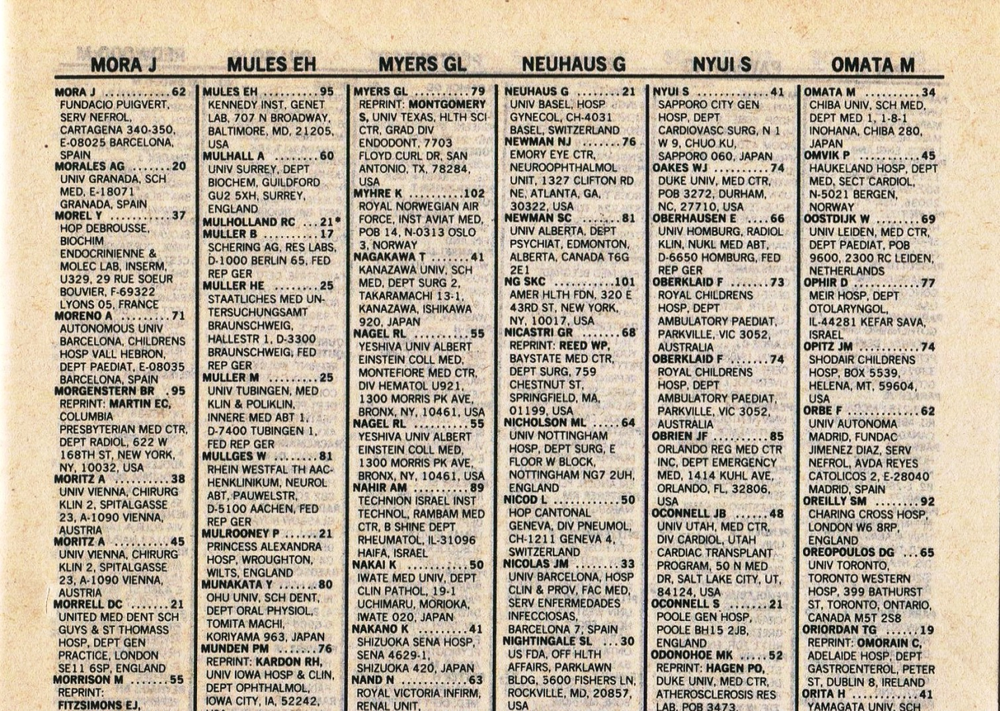 MORA J
MULES EH
MYERS GL
NEUHAUS G
NYUI S
OMATA M
MORA J ............62
FUNDACIO PUIGVERT,
SERV NEFROL,
CARTAGENA 340-350,
E-08025 BARCELONA,
SPAIN
MORALES AG .......20
UNIV GRANADA, SCH
MED, E-18071
GRANADA, SPAIN
MOREL Y ...........37
HOP DEBROUSSE,
BIOCHIM
ENDOCRINIENNE &
MOLEC LAB, INSERM,
U329, 29 RUE SOEUR
BOUVIER, F-69322
LYONS 05, FRANCE
MORENO A .........71
AUTONOMOUS UNIV
BARCELONA, CHILDRENS
HOSP VALL HEBRON,
DEPT PAEDIAT, E-08035
BARCELONA, SPAIN
MORGENSTERN BR .95
REPRINT: MARTIN EC,
COLUMBIA
PRESBYTERIAN MED CTR,
DEPT RADIOL, 622 W
168TH ST, NEW YORK,
NY, 10032, USA
MORITZ A ..........38
UNIV VIENNA, CHIRURG
KLIN 2, SPITALGASSE
23, A-1090 VIENNA,
AUSTRIA
MORITZ A ..........45
UNIV VIENNA, CHIRURG
KLIN 2, SPITALGASSE
23, A-1090 VIENNA,
AUSTRIA
MORRELL DC .......21
UNITED MED DENT SCH
GUYS & ST THOMASS
HOSP, DEPT GEN
PRACTICE, LONDON
SE11 6SP, ENGLAND
MORRISON M .......55
REPRINT:
FITZSIMONS EJ,
MULES EH ..........95
KENNEDY INST, GENET
LAB, 707 N BROADWAY,
BALTIMORE, MD, 21205,
USA
MULHALL A ........60
UNIV SURREY, DEPT
BIOCHEM, GUILDFORD
GU2 5XH, SURREY,
ENGLAND
MULHOLLAND RC ...21*
MULLER B ..........17
SCHERING AG, RES LABS,
D-1000 BERLIN 65, FED
REP GER
MULLER HE ........25
STAATLICHES MED UN-
TERSUCHUNGSAMT
BRAUNSCHWEIG,
HALLESTR 1, D-3300
BRAUNSCHWEIG, FED
REP GER
MULLER M .........25
UNIV TUBINGEN, MED
KLIN & POLIKLIN,
INNERE MED ABT 1,
D-7400 TUBINGEN 1,
FED REP GER
MULLGES W ........81
RHEIN WESTFAL TH AAC-
HENKLINIKUM, NEUROL
ABT, PAUWELSTR,
D-5100 AACHEN, FED
REP GER
MULROONEY P ......21
PRINCESS ALEXANDRA
HOSP, WROUGHTON,
WILTS, ENGLAND
MUNAKATA Y .......80
OHU UNIV, SCH DENT,
DEPT ORAL PHYSIOL,
TOMITA MACHI,
KORIYAMA 963, JAPAN
MUNDEN PM ........76
REPRINT: KARDON RH,
UNIV IOWA HOSP & CLIN,
DEPT OPHTHALMOL,
IOWA CITY, IA, 52242,
MYERS GL ..........79
REPRINT: MONTGOMERY
S, UNIV TEXAS, HLTH SCI-
CTR, GRAD DIV
ENDODONT, 7703
FLOYD CURL DR, SAN
ANTONIO, TX, 78284,
USA
MYHRE K ..........102
ROYAL NORWEGIAN AIR
FORCE, INST AVIAT MED,
POB 14, N-0313 OSLO
3, NORWAY
NAGAKAWA T .......41
KANAZAWA UNIV, SCH
MED, DEPT SURG 2,
TAKARAMACHI 13-1,
KANAZAWA, ISHIKAWA
920, JAPAN
NAGEL RL ..........55
YESHIVA UNIV ALBERT
EINSTEIN COLL MED,
MONTEFIORE MED CTR,
DIV HEMATOL U921,
1300 MORRIS PK AVE,
BRONX, NY, 10461, USA
NAGEL RL ..........55
YESHIVA UNIV ALBERT
EINSTEIN COLL MED,
1300 MORRIS PK AVE,
BRONX, NY, 10461, USA
NAHIR AM .........89
TECHNION ISRAEL INST
TECHNOL, RAMBAM MED
CTR, B SHINE DEPT
RHEUMATOL, IL-31096
HAIFA, ISRAEL
NAKAI K ...........50
IWATE MED UNIV, DEPT
CLIN PATHOL, 19-1
UCHIMARU, MORIOKA,
IWATE 020, JAPAN
NAKANO K .........41
SHIZUOKA SENA HOSP,
SENA 4629-1,
SHIZUOKA 420, JAPAN
NAND N ...........63
ROYAL VICTORIA INFIRM,
RENAL UNIT,
NEUHAUS G ........21
UNIV BASEL, HOSP
GYNECOL, CH-4031
BASEL, SWITZERLAND
NEWMAN NJ .......76
EMORY EYE CTR,
NEUROOPHTHALMOL
UNIT, 1327 CLIFTON RD
NE, ATLANTA, GA,
30322, USA
NEWMAN SC .......81
UNIV ALBERTA, DEPT
PSYCHIAT, EDMONTON,
ALBERTA, CANADA T6G
2E1
NG SKC ..........101
AMER HLTH FDN, 320 E
43RD ST, NEW YORK,
NY, 10017, USA
NICASTRI GR .......68
REPRINT: REED WP,
BAYSTATE MED CTR,
DEPT SURG, 759
CHESTNUT ST,
SPRINGFIELD, MA,
01199, USA
NICHOLSON ML .....64
UNIV NOTTINGHAM
HOSP, DEPT SURG, E
FLOOR W BLOCK,
NOTTINGHAM NG7 2UH,
ENGLAND
NICOD L ...........50
HOP CANTONAL
GENEVA, DIV PNEUMOL,
CH-1211 GENEVA 4,
SWITZERLAND
NICOLAS JM ........33
UNIV BARCELONA, HOSP
CLIN & PROV, FAC MED,
SERV ENFERMEDADES
INFECCIOSAS,
BARCELONA 7, SPAIN
NIGHTINGALE SL ...30
US FDA, OFF HLTH
AFFAIRS, PARKLAWN
BLDG, 5600 FISHERS LN,
ROCKVILLE, MD, 20857,
USA
NYUI S ............41
SAPPORO CITY GEN
HOSP, DEPT
CARDIOVASC SURG, N 1
W 9, CHUO KU,
SAPPORO 060, JAPAN
OAKES WJ .........74
DUKE UNIV, MED CTR,
POB 3272, DURHAM,
NC, 27710, USA
OBERHAUSEN E ....66
UNIV HOMBURG, RADIOL
KLIN, NUKL MED ABT,
D-6650 HOMBURG, FED
REP GER
OBERKLAID F .......73
ROYAL CHILDRENS
HOSP, DEPT
AMBULATORY PAEDIAT,
PARKVILLE, VIC 3052,
AUSTRALIA
OBERKLAID F .......74
ROYAL CHILDRENS
HOSP, DEPT
AMBULATORY PAEDIAT,
PARKVILLE, VIC 3052,
AUSTRALIA
OBRIEN JF .........85
ORLANDO REG MED CTR
INC, DEPT EMERGENCY
MED, 1414 KUHL AVE,
ORLANDO, FL, 32806,
USA
OCONNELL JB ......48
UNIV UTAH, MED CTR,
DIV CARDIOL, UTAH
CARDIAC TRANSPLANT
PROGRAM, 50 N MED
DR, SALT LAKE CITY, UT,
84124, USA
OCONNELL S .......21
POOLE GEN HOSP,
POOLE BH15 2JB,
ENGLAND
ODONOHOE MK .....52
REPRINT: HAGEN PO,
DUKE UNIV, MED CTR,
ATHEROSCLEROSIS RES
LAB, POB 3473,
OMATA M ..........34
CHIBA UNIV, SCH MED,
DEPT MED 1, 1-8-1
INOHANA, CHIBA 280,
JAPAN
OMVIK P ..........45
HAUKELAND HOSP, DEPT
MED, SECT CARDIOL,
N-5021 BERGEN,
NORWAY
OOSTDIJK W .......69
UNIV LEIDEN, MED CTR,
DEPT PAEDIAT, POB
9600, 2300 RC LEIDEN,
NETHERLANDS
OPHIR D ...........77
MEIR HOSP, DEPT
OTOLARYNGOL,
IL-44281 KEFAR SAVA,
ISRAEL
OPITZ JM ..........74
SHODAIR CHILDRENS
HOSP, BOX 5539,
HELENA, MT, 59604,
USA
ORBE F ............62
UNIV AUTONOMA
MADRID, FUNDAC
JIMENEZ DIAZ, SERV
NEFROL, AVDA REYES
CATOLICOS 2, E-28040
MADRID, SPAIN
OREILLY SM ........92
CHARING CROSS HOSP,
LONDON W6 8RP,
ENGLAND
OREOPOULOS DG ...65
UNIV TORONTO,
TORONTO WESTERN
HOSP, 399 BATHURST
ST, TORONTO, ONTARIO,
CANADA M5T 2S8
ORIORDAN TG ......19
REPRINT: OMORAIN C,
ADELAIDE HOSP, DEPT
GASTROENTEROL, PETER
ST, DUBLIN 8, IRELAND
ORITA H ...........41
YAMAGATA UNIV, SCH